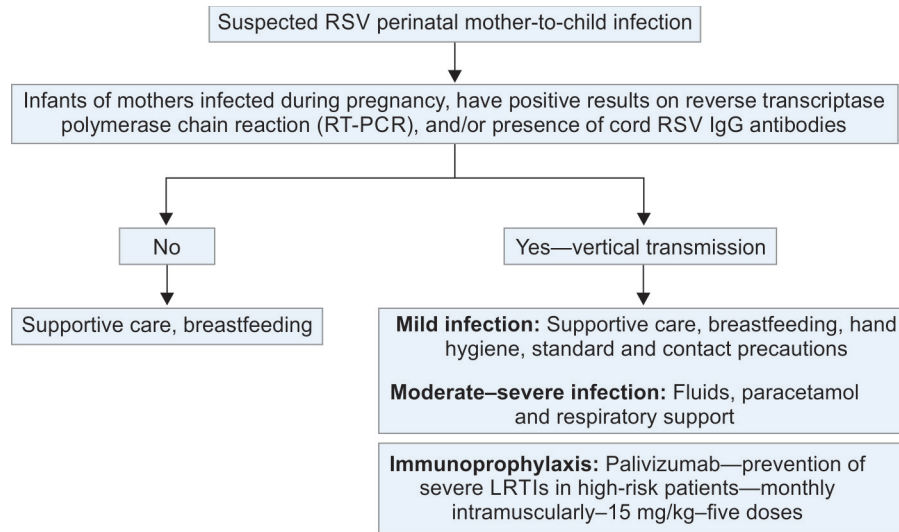 Suspected RSV perinatal mother-to-child infection
Infants of mothers infected during pregnancy, have positive results on reverse transcriptase
polymerase chain reaction (RT-PCR), and/or presence of cord RSV IgG antibodies
No
Yes—vertical transmission
Supportive care, breastfeeding
Mild infection: Supportive care, breastfeeding, hand
hygiene, standard and contact precautions
Moderate–severe infection: Fluids, paracetamol
and respiratory support
Immunoprophylaxis: Palivizumab—prevention of
severe LRTIs in high-risk patients—monthly
intramuscularly–15 mg/kg–five doses